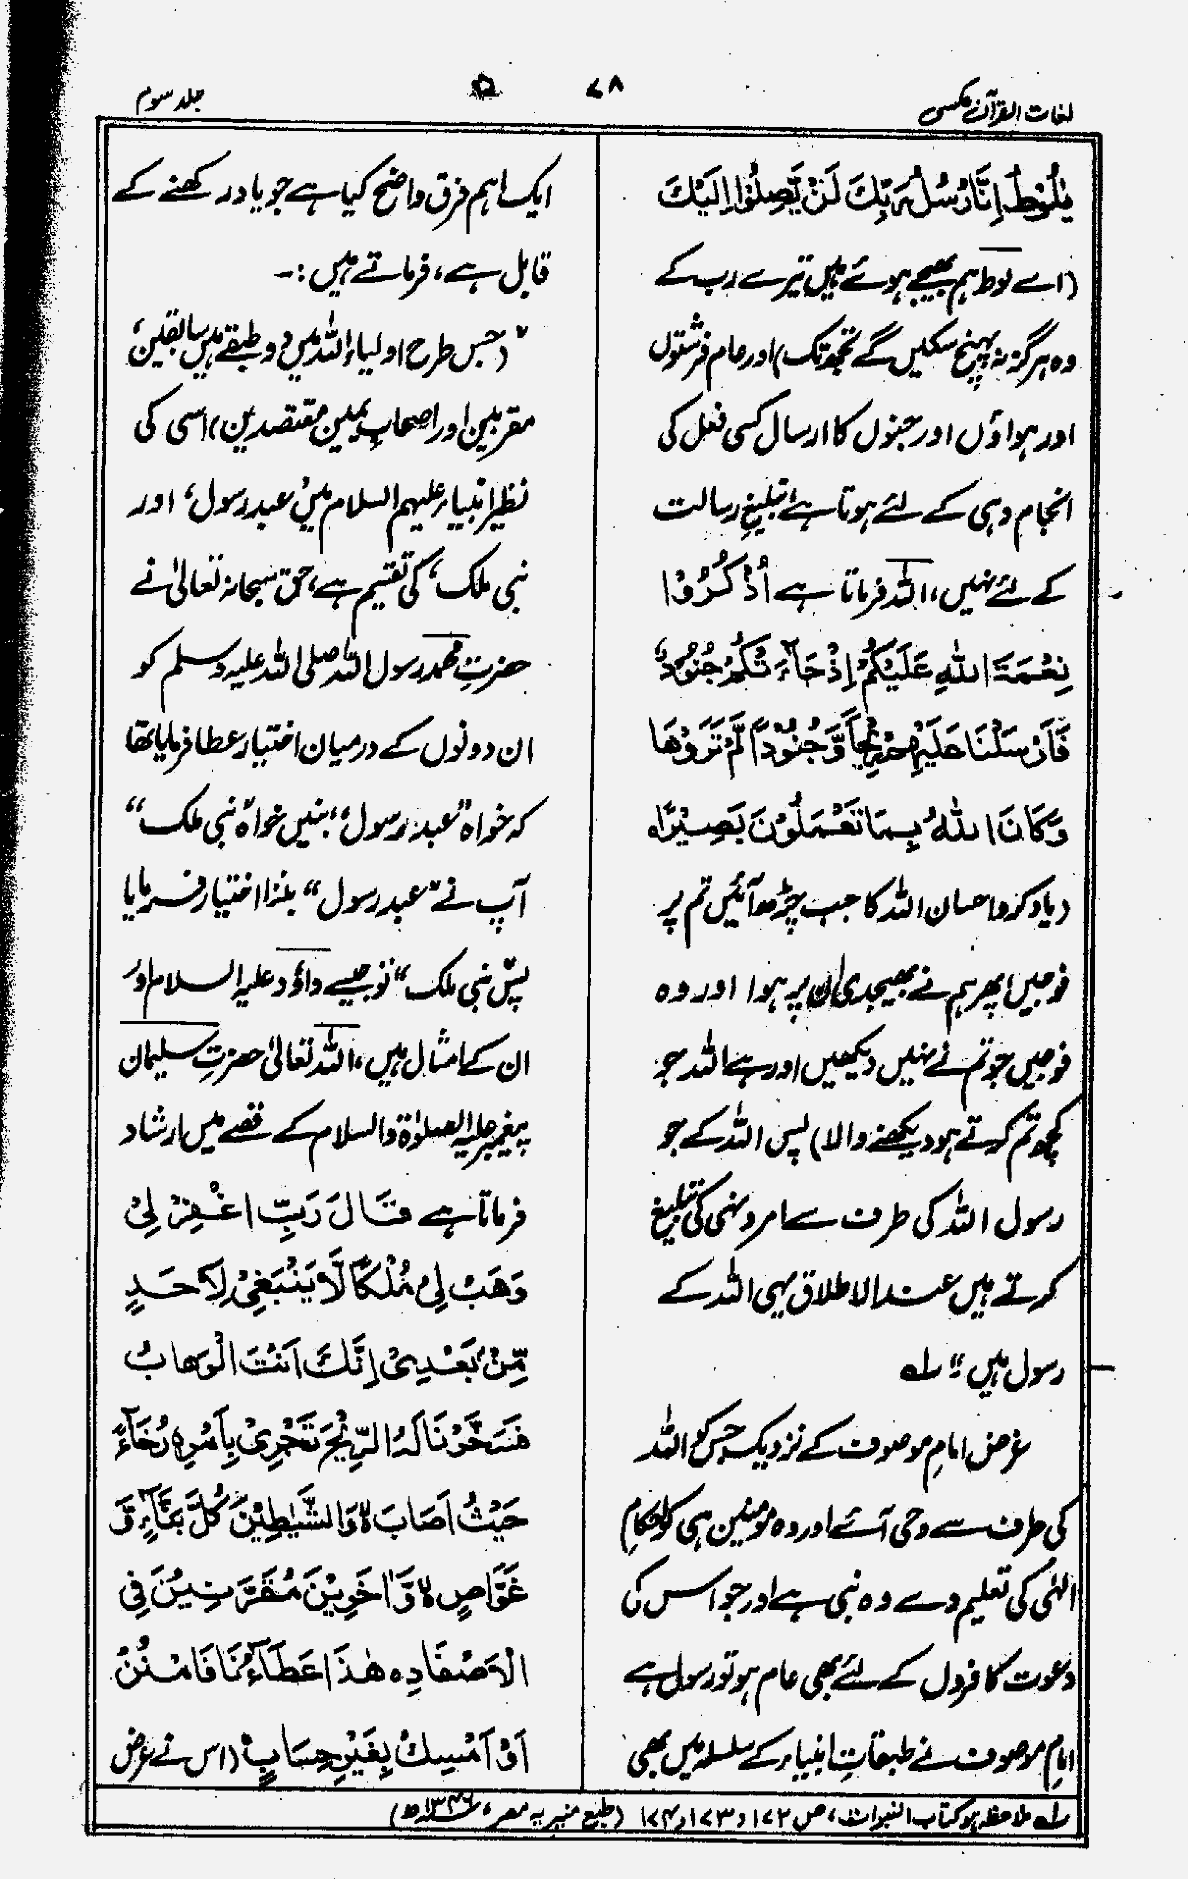 لغات القرآن عکسی
۷۸
ن
جلد سوم
يٰلُوْطُ اِنَّا رُسُلُ رَبِّكَ لَنْ يَّصِلُوْا اِلَيْكَ
(اے لوط ہم بھیجے ہوئے ہیں تیرے رب کے
وہ ہرگز نہ پہنچ سکیں گے تجھ تک) اور عام فرشتوں
اور ہواؤں اور جنوں کا ارسال کسی فعل کی
انجام دہی کے لئے ہوتا ہے تبلیغِ رسالت
کے لئے نہیں، اللہ فرماتا ہے اُذْكُرُوْا
نِعْمَةَ اللهِ عَلَيْكُمْ اِذْ جَآءَتْكُمْ جُنُوْدٌ
فَاَرْسَلْنَا عَلَيْهِمْ رِيْحًا وَّجُنُوْدًا لَّمْ تَرَوْهَا
وَكَانَ اللهُ بِمَا تَعْمَلُوْنَ بَصِيْرًاہ
(یاد کرو احسان اللہ کا جب چڑھ آئیں تم پر
فوجیں پھر ہم نے بھیجدی ان پر ہوا اور وہ
فوجیں جو تم نے نہیں دیکھیں اور ہے اللہ جو
کچھ تم کرتے ہو دیکھنے والا) پس اللہ کے جو
رسول اللہ کی طرف سے امر و نہی کی تبلیغ
کرتے ہیں عند الاطلاق یہی اللہ کے
رسول ہیں؛؛ لہ
غرض امامِ موصوف کے نزدیک جس کو اللہ
کی طرف سے وحی آئے اور وہ مؤمنین ہی کو احکامِ
الٰہی کی تعلیم دے وہ نبی ہے اور جو اس کی
دعوت کافروں کے لئے بھی عام ہو تو رسول ہے
امامِ موصوف نے طبقاتِ انبیاء کے سلسلہ میں بھی
ایک اہم فرق واضح کیا ہے جو یاد رکھنے کے
قابل ہے، فرماتے ہیں :-
" (جس طرح اولیاء اللہ میں دو طبقے ہیں سابقین،
مقربین اور اصحابِ یمین مقتصدین) اسی کی
نظیر انبیاء علیہم السلام میں عبد رسول، اور
نبی ملک، کی تقسیم ہے، حق سبحانہ تعالیٰ نے
حضرتِ محمد رسول اللہ صلی اللہ علیہ وسلم کو
ان دونوں کے درمیان اختیار عطا فرمایا تھا
کہ خواہ "عبد رسول" بنیں خواہ "نبی ملک"
آپ نے "عبد رسول" بننا اختیار فرمایا
پس نبی ملک" تو جیسے داؤد علیہ السلام اور
ان کے امثال ہیں، اللہ تعالیٰ حضرتِ سلیمان
پیغمبر علیہ الصلوٰة والسلام کے قصے میں ارشاد
فرماتا ہے قَالَ رَبِّ اغْفِرْ لِیْ
وَهَبْ لِیْ مُلْكًا لَّا يَنْبَغِیْ لِاَحَدٍ
مِّنْۢ بَعْدِیْ اِنَّكَ اَنْتَ الْوَهَّابُ
فَسَخَّرْنَا لَهُ الرِّيْحَ تَجْرِیْ بِاَمْرِهٖ رُخَآءً
حَيْثُ اَصَابَ ہ وَالشَّيٰطِيْنَ كُلَّ بَنَّآءٍ وَّ
غَوَّاصٍ ہ وَّاٰخَرِيْنَ مُقَرَّنِيْنَ فِی
الْاَصْفَادِ ہ هٰذَا عَطَآؤُنَا فَامْنُنْ
اَوْ اَمْسِكْ بِغَيْرِ حِسَابٍ (اس نے عرض
لہ ملاحظہ ہو کتاب النبوات، ص ۱۷۲ و ۱۷۳ و ۱۷۴ (طبع منیریہ مصر، ۱۳۴۶ھ)